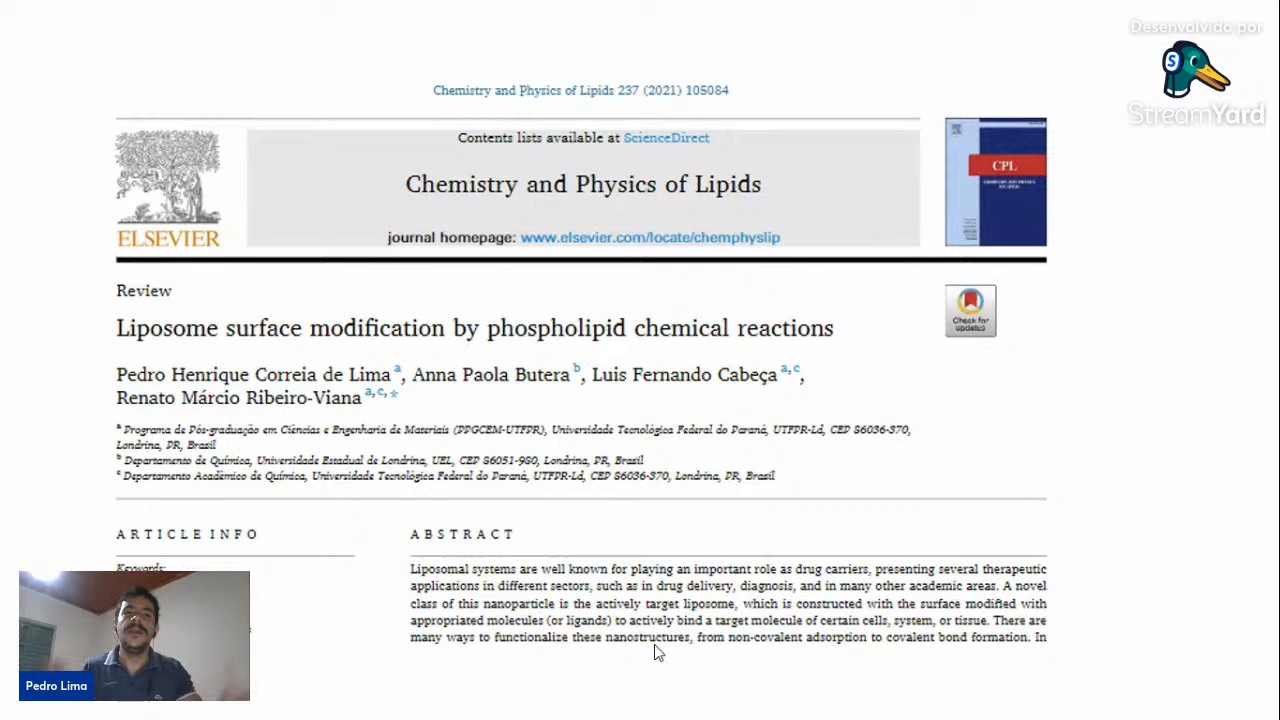 Desenvolvido por
StreamYard
Chemistry and Physics of Lipids 237 (2021) 105084
Contents lists available at ScienceDirect
Chemistry and Physics of Lipids
journal homepage: www.elsevier.com/locate/chemphyslip
ELSEVIER
CPL
Review
Liposome surface modification by phospholipid chemical reactions
Check for
updates
Pedro Henrique Correia de Lima a, Anna Paola Butera b, Luis Fernando Cabeça a,c,
Renato Márcio Ribeiro-Viana a,c,*
a Programa de Pós-graduação em Ciências e Engenharia de Materiais (PPGCEM-UTFPR), Universidade Tecnológica Federal do Paraná, UTFPR-Ld, CEP 86036-370,
Londrina, PR, Brasil
b Departamento de Química, Universidade Estadual de Londrina, UEL, CEP 86051-980, Londrina, PR, Brasil
c Departamento Acadêmico de Química, Universidade Tecnológica Federal do Paraná, UTFPR-Ld, CEP 86036-370, Londrina, PR, Brasil
ARTICLE INFO
Keywords:
ABSTRACT
Liposomal systems are well known for playing an important role as drug carriers, presenting several therapeutic
applications in different sectors, such as in drug delivery, diagnosis, and in many other academic areas. A novel
class of this nanoparticle is the actively target liposome, which is constructed with the surface modified with
appropriated molecules (or ligands) to actively bind a target molecule of certain cells, system, or tissue. There are
many ways to functionalize these nanostructures, from non-covalent adsorption to covalent bond formation. In
Pedro Lima